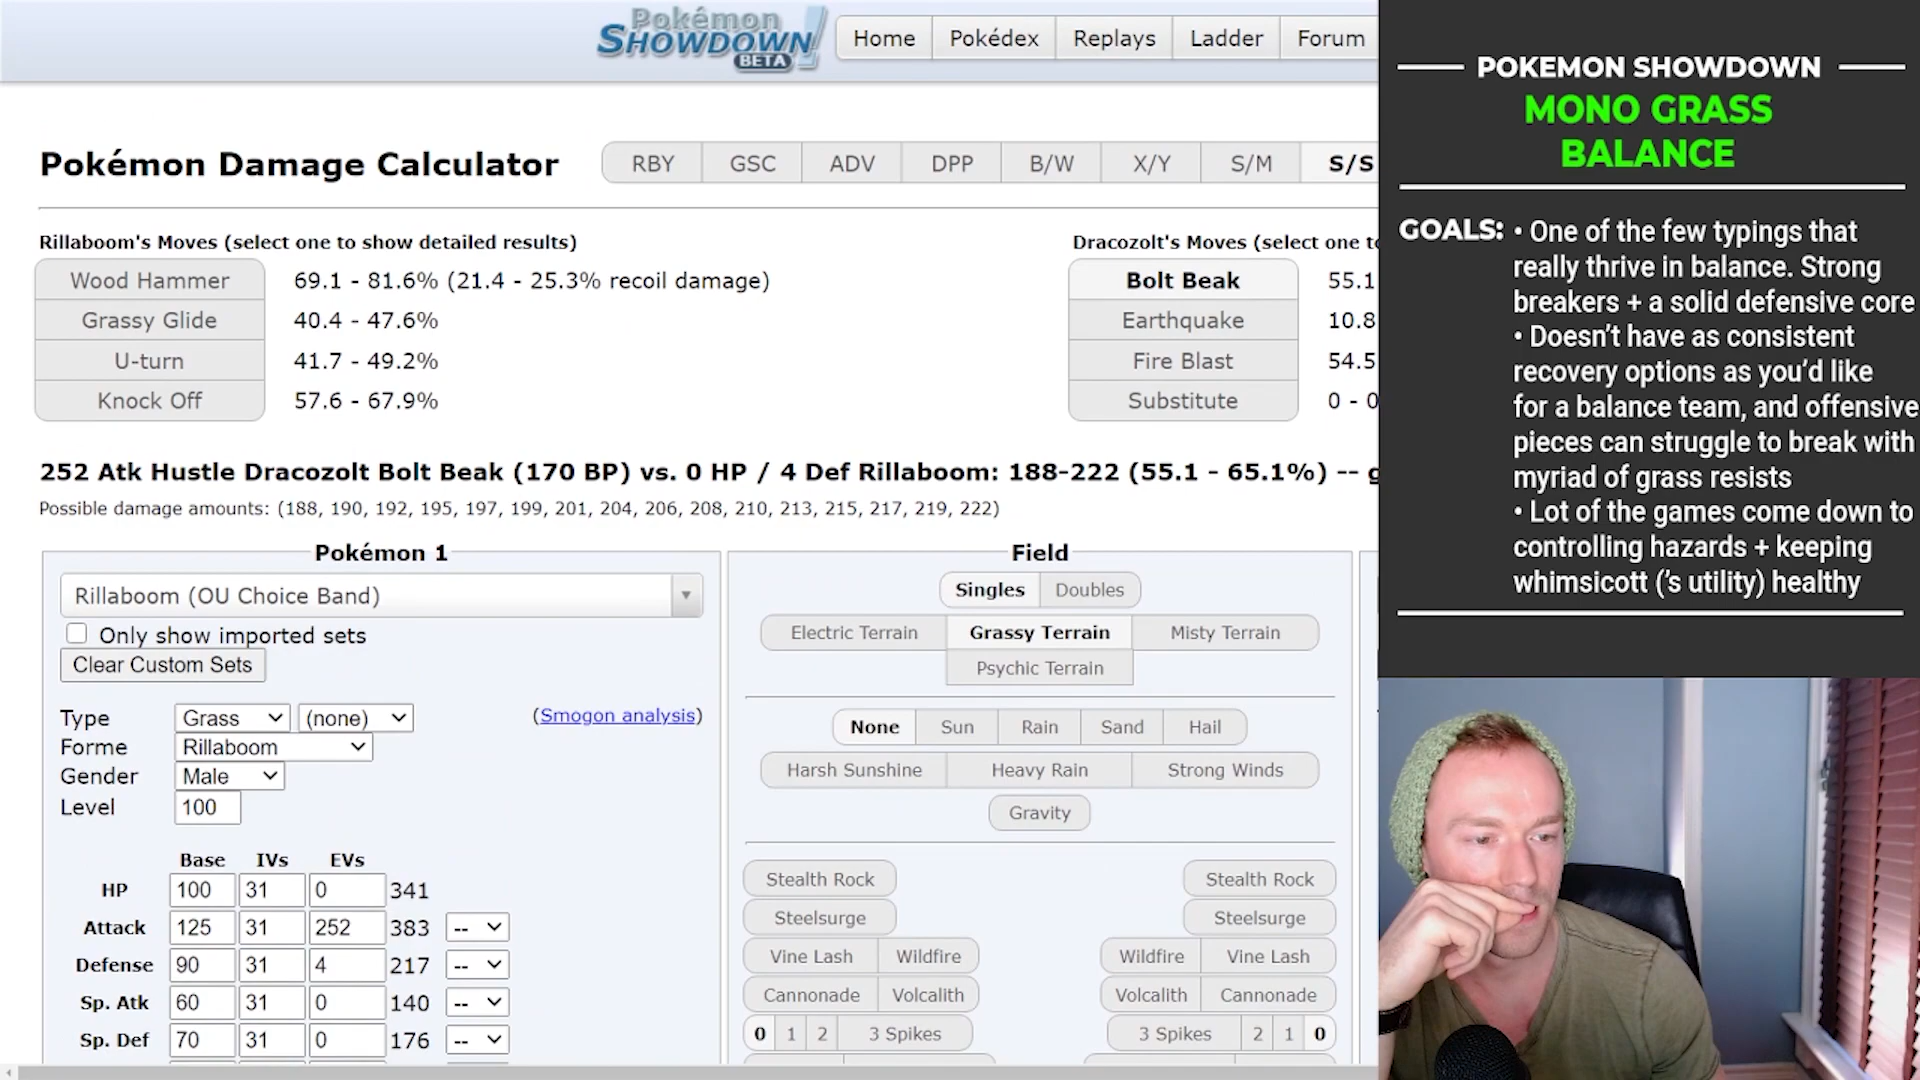 Pokémon
SHOWDOWN!
BETA
Home Pokédex Replays Ladder Forum
Pokémon Damage Calculator
RBY GSC ADV DPP B/W X/Y S/M S/S
Rillaboom's Moves (select one to show detailed results)
Wood Hammer 69.1 - 81.6% (21.4 - 25.3% recoil damage)
Grassy Glide 40.4 - 47.6%
U-turn 41.7 - 49.2%
Knock Off 57.6 - 67.9%
Dracozolt's Moves (select one to
Bolt Beak 55.1
Earthquake 10.8
Fire Blast 54.5
Substitute 0 - 0
252 Atk Hustle Dracozolt Bolt Beak (170 BP) vs. 0 HP / 4 Def Rillaboom: 188-222 (55.1 - 65.1%) -- g
Possible damage amounts: (188, 190, 192, 195, 197, 199, 201, 204, 206, 208, 210, 213, 215, 217, 219, 222)
Pokémon 1
Rillaboom (OU Choice Band)
Only show imported sets
Clear Custom Sets
Type Grass (none) (Smogon analysis)
Forme Rillaboom
Gender Male
Level 100
Base IVs EVs
HP 100 31 0 341
Attack 125 31 252 383 --
Defense 90 31 4 217 --
Sp. Atk 60 31 0 140 --
Sp. Def 70 31 0 176 --
Field
Singles Doubles
Electric Terrain Grassy Terrain Misty Terrain
Psychic Terrain
None Sun Rain Sand Hail
Harsh Sunshine Heavy Rain Strong Winds
Gravity
Stealth Rock Stealth Rock
Steelsurge Steelsurge
Vine Lash Wildfire Wildfire Vine Lash
Cannonade Volcalith Volcalith Cannonade
0 1 2 3 Spikes 3 Spikes 2 1 0
POKEMON SHOWDOWN
MONO GRASS
BALANCE
GOALS: • One of the few typings that
really thrive in balance. Strong
breakers + a solid defensive core
• Doesn't have as consistent
recovery options as you'd like
for a balance team, and offensive
pieces can struggle to break with
myriad of grass resists
• Lot of the games come down to
controlling hazards + keeping
whimsicott ('s utility) healthy